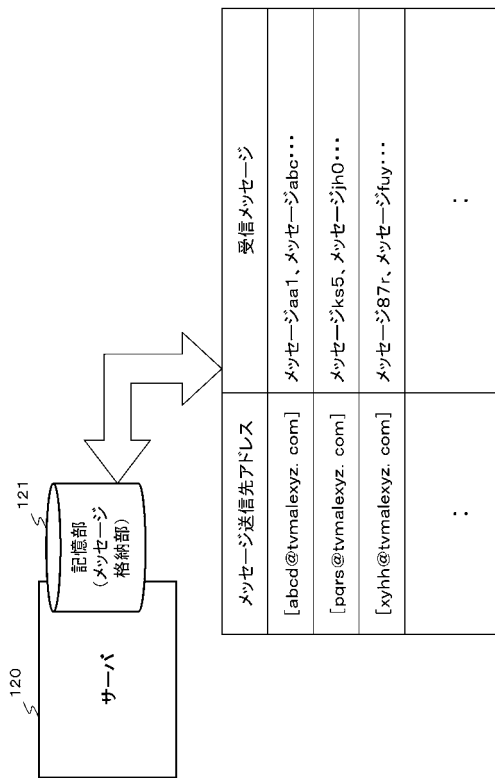 120
サーバ
121
記憶部
(メッセージ
格納部)
メッセージ送信先アドレス 受信メッセージ
[abcd@tvmalexyz. com] メッセージaa1、メッセージabc・・・
[pqrs@tvmalexyz. com] メッセージks5、メッセージjh0・・・
[xyhh@tvmalexyz. com] メッセージ87r、メッセージfuy・・・
: :